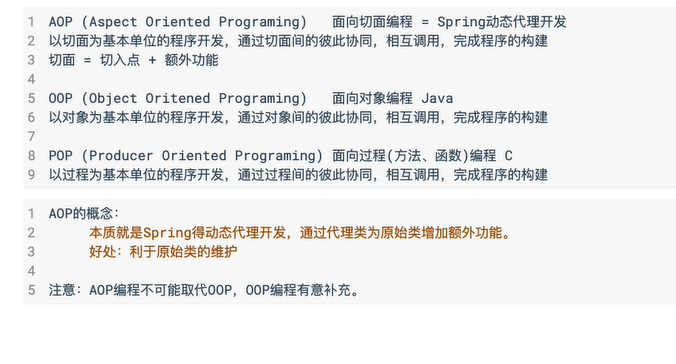 1 AOP (Aspect Oriented Programing) 面向切面编程 = Spring动态代理开发
2 以切面为基本单位的程序开发，通过切面间的彼此协同，相互调用，完成程序的构建
3 切面 = 切入点 + 额外功能
4
5 OOP (Object Oritened Programing) 面向对象编程 Java
6 以对象为基本单位的程序开发，通过对象间的彼此协同，相互调用，完成程序的构建
7
8 POP (Producer Oriented Programing) 面向过程(方法、函数)编程 C
9 以过程为基本单位的程序开发，通过过程间的彼此协同，相互调用，完成程序的构建
1 AOP的概念：
2 本质就是Spring得动态代理开发，通过代理类为原始类增加额外功能。
3 好处：利于原始类的维护
4
5 注意：AOP编程不可能取代OOP，OOP编程有意补充。